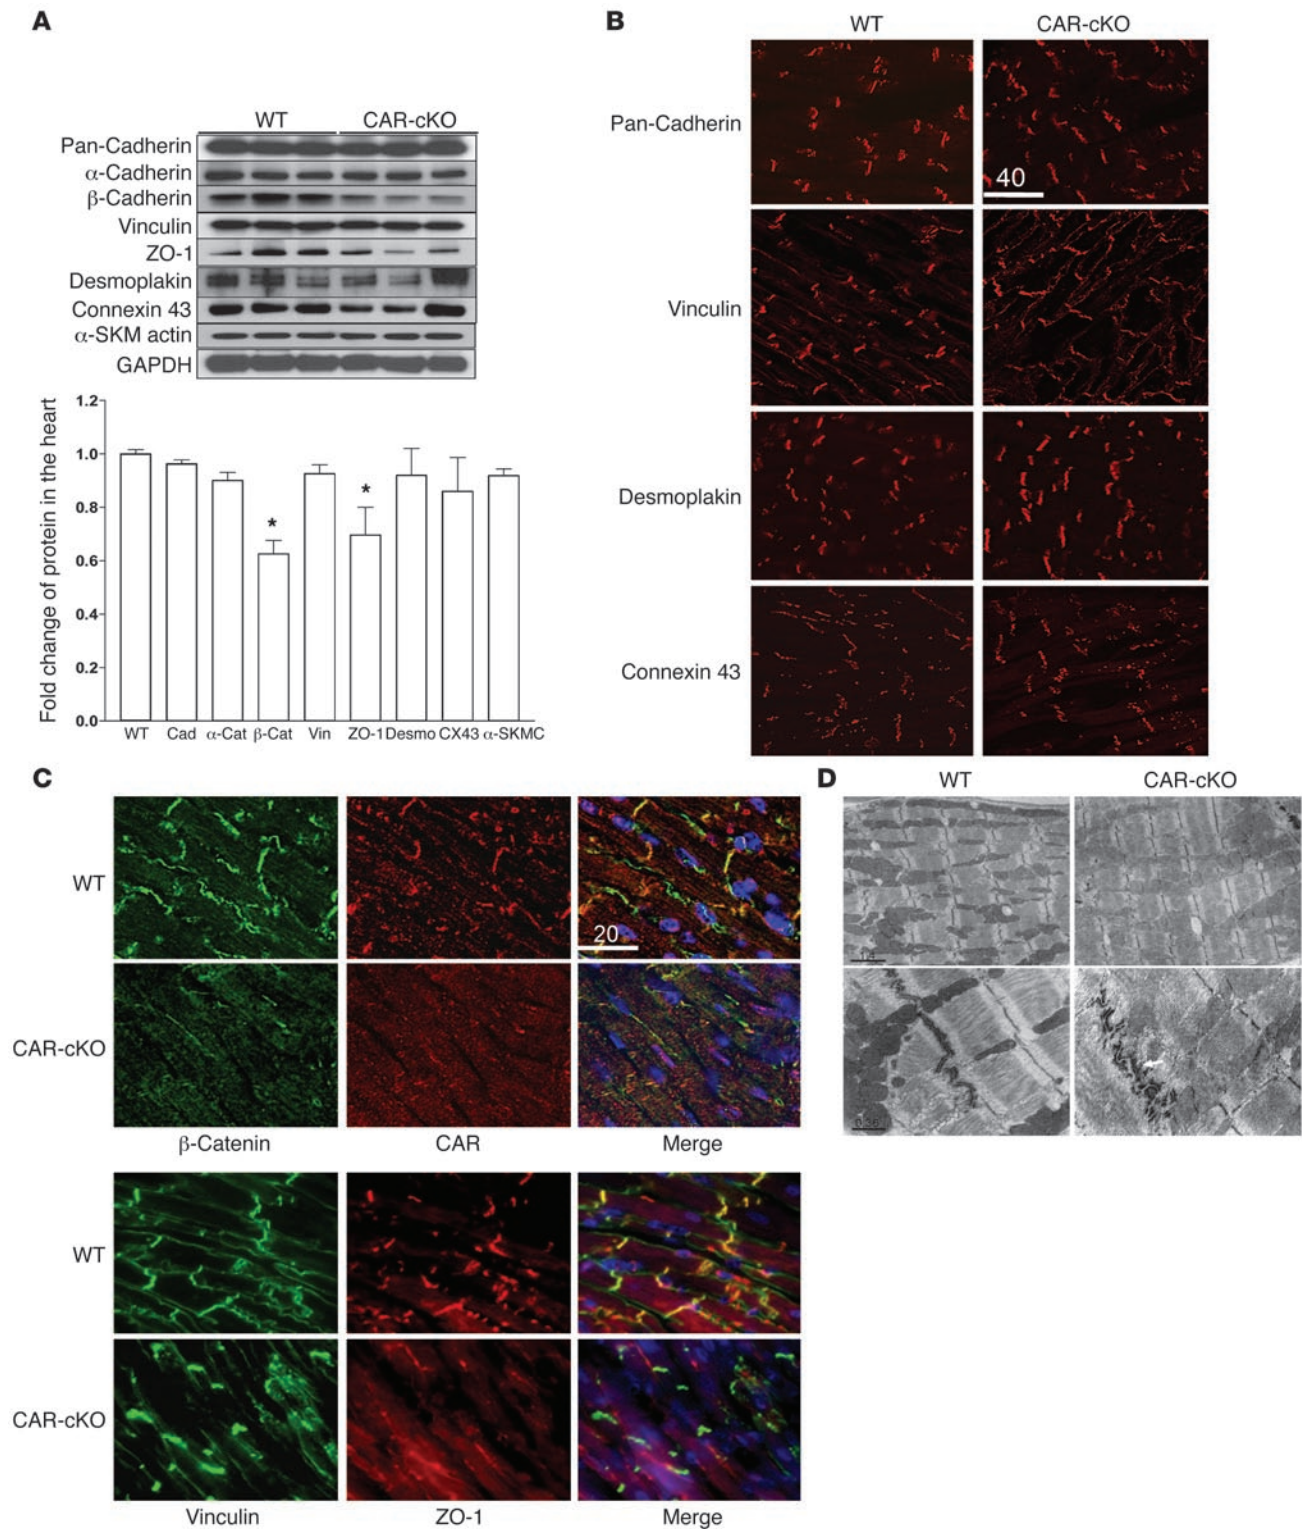 A
WT CAR-cKO
Pan-Cadherin
α-Cadherin
β-Cadherin
Vinculin
ZO-1
Desmoplakin
Connexin 43
α-SKM actin
GAPDH
Fold change of protein in the heart
1.2
1.0
0.8
0.6
0.4
0.2
0.0
* *
WT Cad α-Cat β-Cat Vin ZO-1 Desmo CX43 α-SKMC
B
WT CAR-cKO
Pan-Cadherin
40
Vinculin
Desmoplakin
Connexin 43
C
WT
20
CAR-cKO
β-Catenin CAR Merge
WT
CAR-cKO
Vinculin ZO-1 Merge
D
WT CAR-cKO